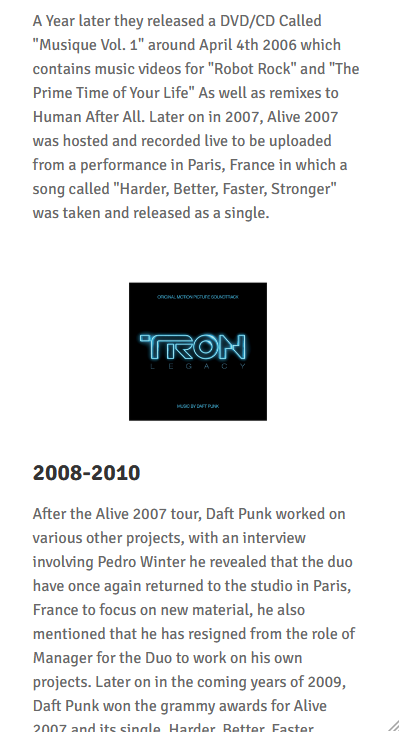 A Year later they released a DVD/CD Called
"Musique Vol. 1" around April 4th 2006 which
contains music videos for "Robot Rock" and "The
Prime Time of Your Life" As well as remixes to
Human After All. Later on in 2007, Alive 2007
was hosted and recorded live to be uploaded
from a performance in Paris, France in which a
song called "Harder, Better, Faster, Stronger"
was taken and released as a single.
ORIGINAL MOTION PICTURE SOUNDTRACK
TRON
LEGACY
MUSIC BY DAFT PUNK
2008-2010
After the Alive 2007 tour, Daft Punk worked on
various other projects, with an interview
involving Pedro Winter he revealed that the duo
have once again returned to the studio in Paris,
France to focus on new material, he also
mentioned that he has resigned from the role of
Manager for the Duo to work on his own
projects. Later on in the coming years of 2009,
Daft Punk won the grammy awards for Alive
2007 and its single, Harder, Better, Faster